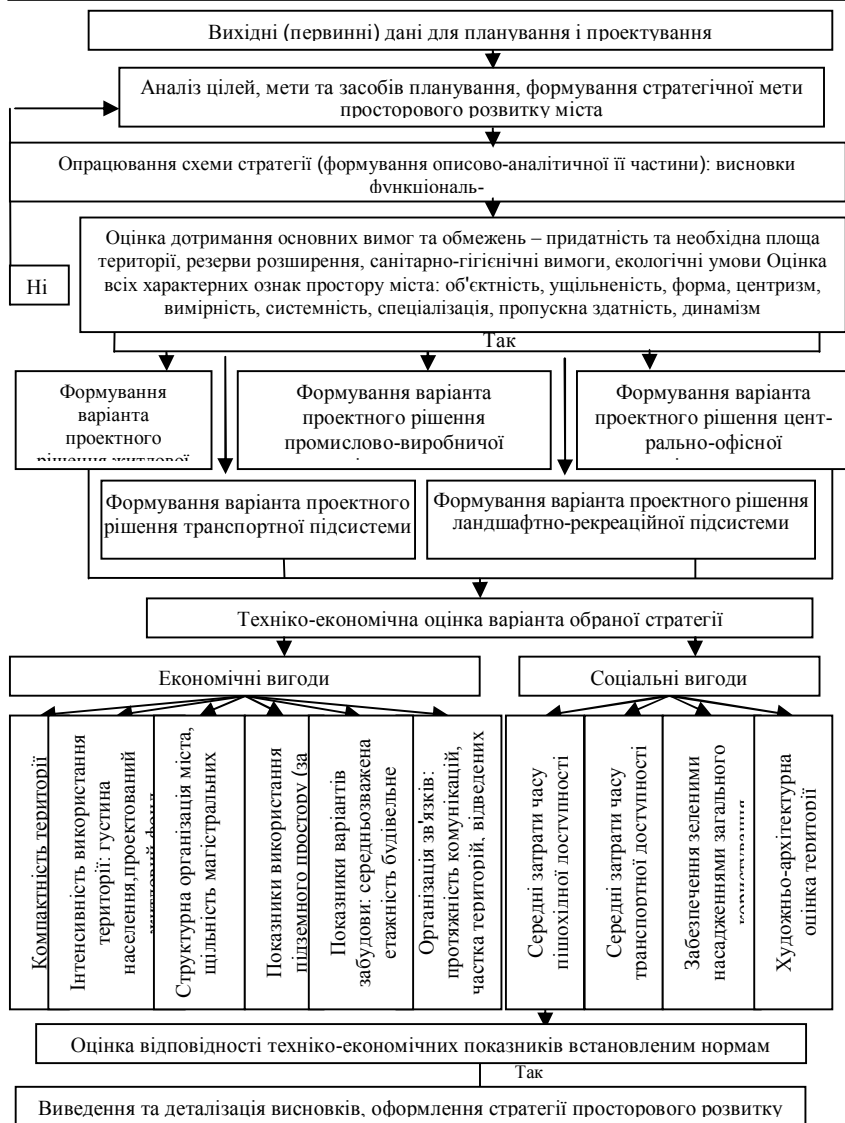 Вихідні (первинні) дані для планування і проектування
Аналіз цілей, мети та засобів планування, формування стратегічної мети
просторового розвитку міста
Опрацювання схеми стратегії (формування описово-аналітичної її частини): висновки
функціональ-
Оцінка дотримання основних вимог та обмежень – придатність та необхідна площа
території, резерви розширення, санітарно-гігієнічні вимоги, екологічні умови Оцінка
всіх характерних ознак простору міста: об'єктність, ущільненість, форма, центризм,
вимірність, системність, спеціалізація, пропускна здатність, динамізм
Ні
Так
Формування
варіанта
проектного
рішення житлової
Формування варіанта
проектного рішення
промислово-виробничої
Формування варіанта
проектного рішення цент-
рально-офісної
Формування варіанта проектного
рішення транспортної підсистеми
Формування варіанта проектного рішення
ландшафтно-рекреаційної підсистеми
Техніко-економічна оцінка варіанта обраної стратегії
Економічні вигоди
Соціальні вигоди
Компактність території
Інтенсивність використання
території: густина
населення,проектований
житловий фонд
Структурна організація міста,
щільність магістральних
Показники використання
підземного простору (за
Показники варіантів
забудови: середньозважена
етажність будівельне
Організація зв'язків:
протяжність комунікацій,
частка територій, відведених
Середні затрати часу
пішохідної доступності
Середні затрати часу
транспортної доступності
Забезпечення зеленими
насадженнями загального
користування
Художньо-архітектурна
оцінка території
Оцінка відповідності техніко-економічних показників встановленим нормам
Так
Виведення та деталізація висновків, оформлення стратегії просторового розвитку